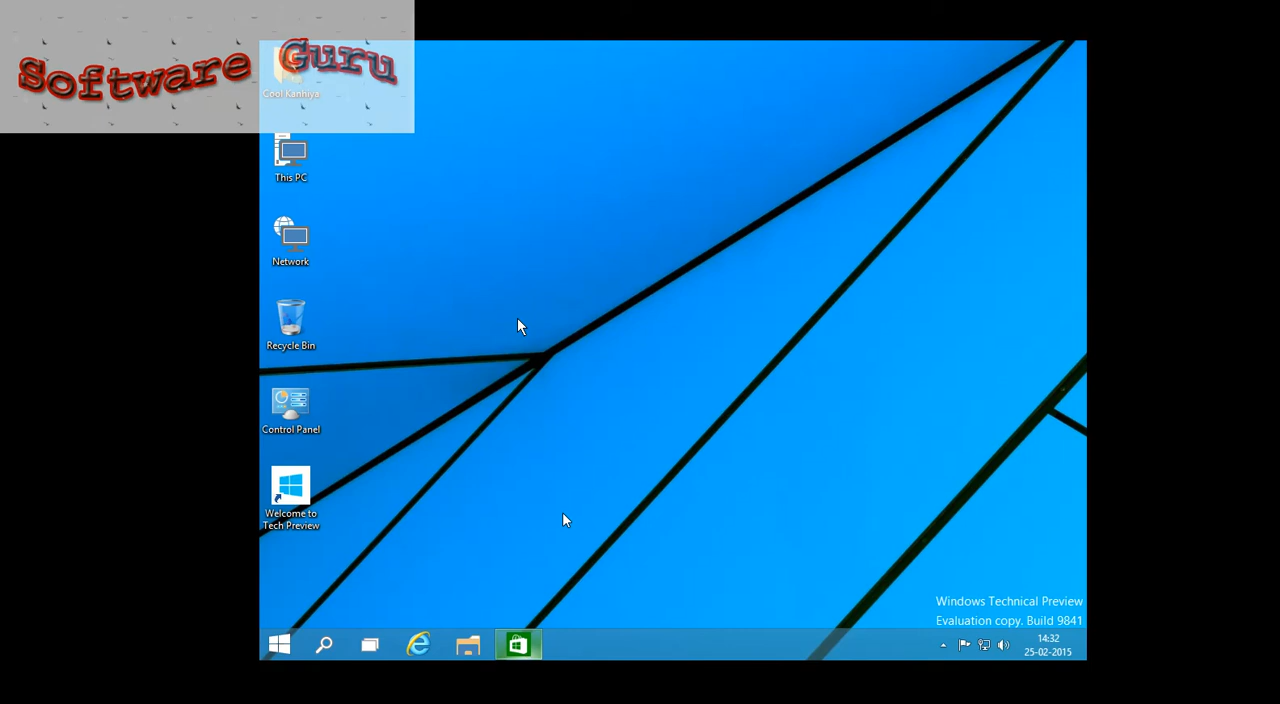 Software Guru
Cool Kanhiya
This PC
Network
Recycle Bin
Control Panel
Welcome to
Tech Preview
Windows Technical Preview
Evaluation copy. Build 9841
14:32
25-02-2015